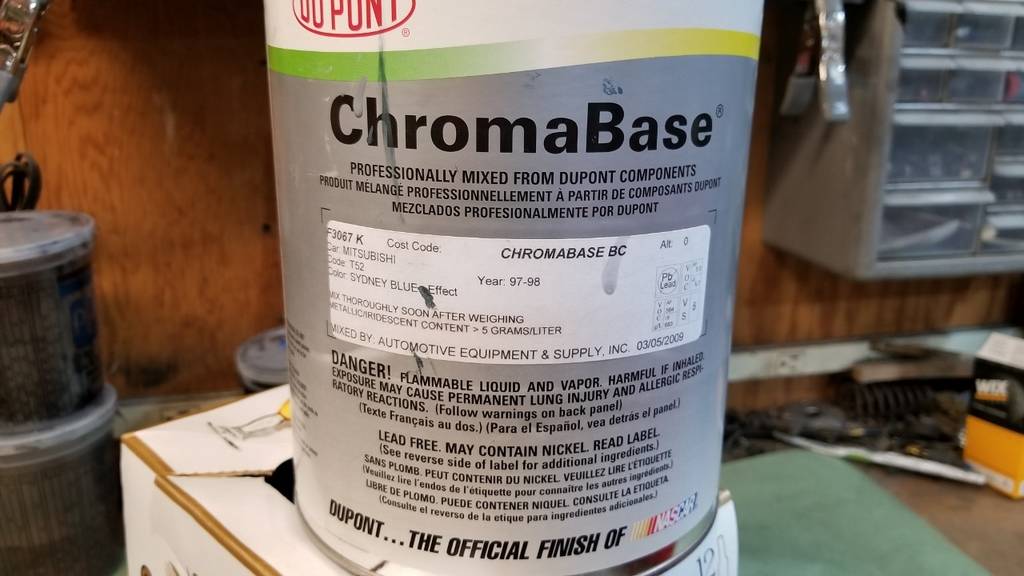 DU PONT®
ChromaBase®
PROFESSIONALLY MIXED FROM DUPONT COMPONENTS
PRODUIT MÉLANGÉ PROFESSIONNELLEMENT À PARTIR DE COMPOSANTS DUPONT
MEZCLADOS PROFESIONALMENTE POR DUPONT
F3067 K Cost Code: CHROMABASE BC Alt: 0
Car: MITSUBISHI
Code: T52
Color: SYDNEY BLUE Effect Year: 97-98
Pb
Lead
MIX THOROUGHLY SOON AFTER WEIGHING
METALLIC/IRIDESCENT CONTENT > 5 GRAMS/LITER
MIXED BY: AUTOMOTIVE EQUIPMENT & SUPPLY, INC. 03/05/2009
DANGER! FLAMMABLE LIQUID AND VAPOR. HARMFUL IF INHALED.
EXPOSURE MAY CAUSE PERMANENT LUNG INJURY AND ALLERGIC RESPI-
RATORY REACTIONS. (Follow warnings on back panel)
(Texte Français au dos.) (Para el Español, vea detrás el panel.)
LEAD FREE. MAY CONTAIN NICKEL. READ LABEL
(See reverse side of label for additional ingredients.)
SANS PLOMB. PEUT CONTENIR DU NICKEL. VEUILLEZ LIRE L'ÉTIQUETTE
(Veuillez lire l'endos de l'étiquette pour connaître les autres ingrédients.)
LIBRE DE PLOMO. PUEDE CONTENER NIQUEL. CONSULTE LA ETIQUETA
(Consulte el reverso de la etique para ingredientes adicionales.)
DUPONT... THE OFFICIAL FINISH OF NASCAR
WIX
12